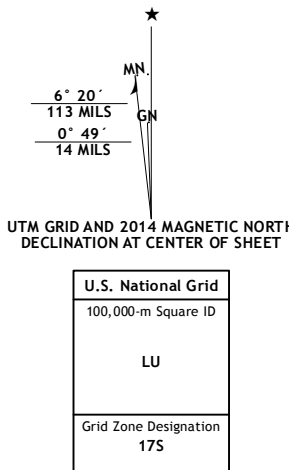 ★
MN.
6° 20´
113 MILS
GN
0° 49´
14 MILS
UTM GRID AND 2014 MAGNETIC NORTH
DECLINATION AT CENTER OF SHEET
U.S. National Grid
100,000-m Square ID
LU
Grid Zone Designation
17S